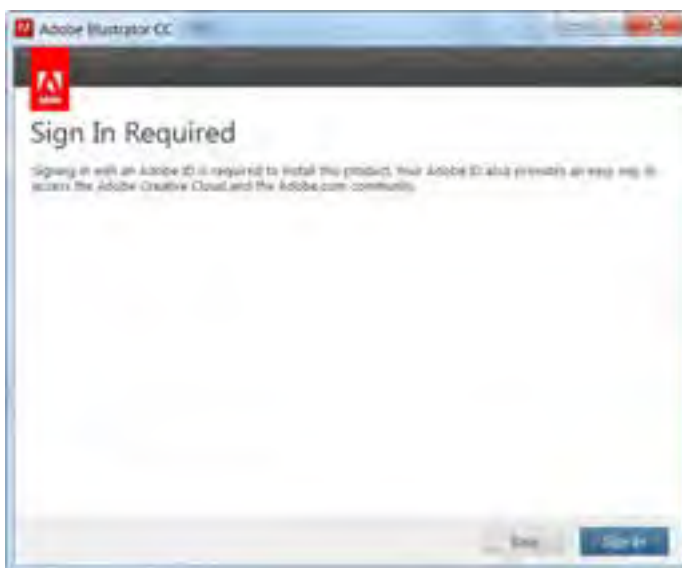 Adobe Illustrator CC
Sign In Required
Signing in with an Adobe ID is required to install this product. Your Adobe ID also provides an easy way to
access the Adobe Creative Cloud and the Adobe.com community.
Sign In